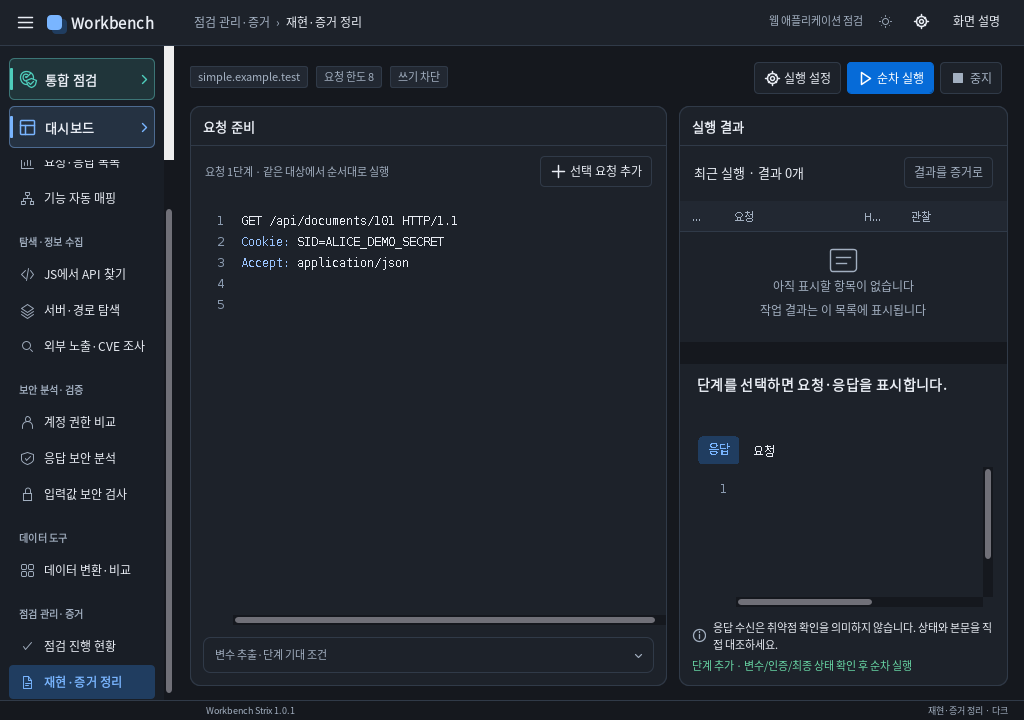 Workbench
점검 관리·증거 › 재현·증거 정리
웹 애플리케이션 점검
화면 설명
통합 점검
대시보드
요청·응답 목록
기능 자동 매핑
탐색·정보 수집
JS에서 API 찾기
서버·경로 탐색
외부 노출·CVE 조사
보안 분석·검증
계정 권한 비교
응답 보안 분석
입력값 보안 검사
데이터 도구
데이터 변환·비교
점검 관리·증거
점검 진행 현황
재현·증거 정리
simple.example.test
요청 한도 8
쓰기 차단
실행 설정
순차 실행
중지
요청 준비
요청 1단계 · 같은 대상에서 순서대로 실행
선택 요청 추가
1 GET /api/documents/101 HTTP/1.1
2 Cookie: SID=ALICE_DEMO_SECRET
3 Accept: application/json
4
5
변수 추출·단계 기대 조건
실행 결과
최근 실행 · 결과 0개
결과를 증거로
... 요청 H... 관찰
아직 표시할 항목이 없습니다
작업 결과는 이 목록에 표시됩니다
단계를 선택하면 요청·응답을 표시합니다.
응답 요청
1
응답 수신은 취약점 확인을 의미하지 않습니다. 상태와 본문을 직
접 대조하세요.
단계 추가 · 변수/인증/최종 상태 확인 후 순차 실행
Workbench Strix 1.0.1
재현·증거 정리 · 다크